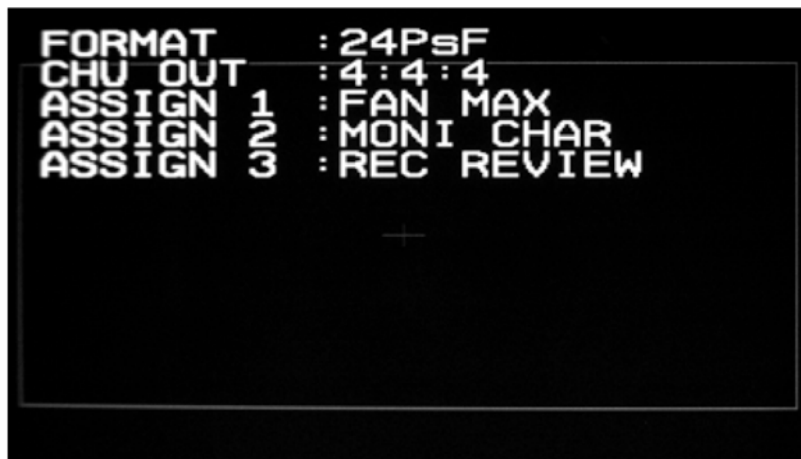 FORMAT :24PsF
CHU OUT :4:4:4
ASSIGN 1 :FAN MAX
ASSIGN 2 :MONI CHAR
ASSIGN 3 :REC REVIEW